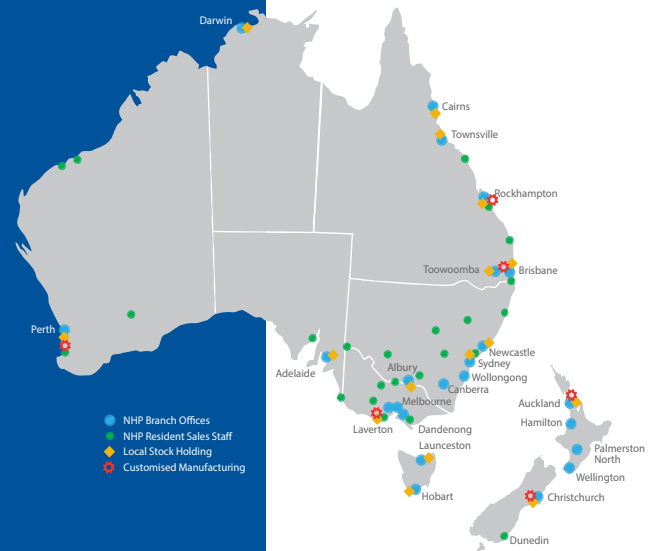 Darwin
Cairns
Townsville
Rockhampton
Toowoomba
Brisbane
Perth
Newcastle
Sydney
Adelaide
Albury
Wollongong
Canberra
Melbourne
Laverton
Dandenong
Launceston
Hobart
Auckland
Hamilton
Palmerston
North
Wellington
Christchurch
Dunedin
NHP Branch Offices
NHP Resident Sales Staff
Local Stock Holding
Customised Manufacturing